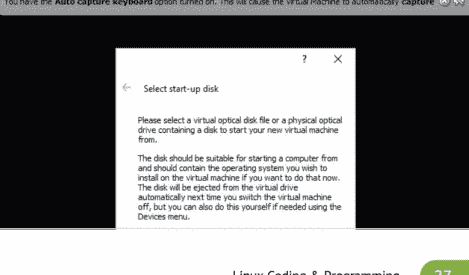 You have the Auto capture keyboard option turned on. This will cause the Virtual Machine to automatically capture
?
Select start-up disk
Please select a virtual optical disk file or a physical optical
drive containing a disk to start your new virtual machine
from.
The disk should be suitable for starting a computer from
and should contain the operating system you wish to
install on the virtual machine if you want to do that now.
The disk will be ejected from the virtual drive
automatically next time you switch the virtual machine
off, but you can also do this yourself if needed using the
Devices menu.
Linux Coding & Programming
27